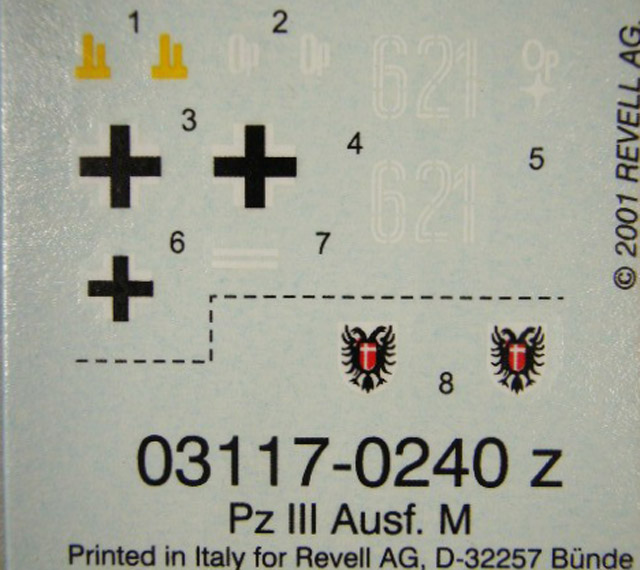 1
2
Op
Op
621
Op
3
4
621
5
6
7
8
03117-0240 z
Pz III Ausf. M
Printed in Italy for Revell AG, D-32257 Bünde
© 2001 REVELL AG.